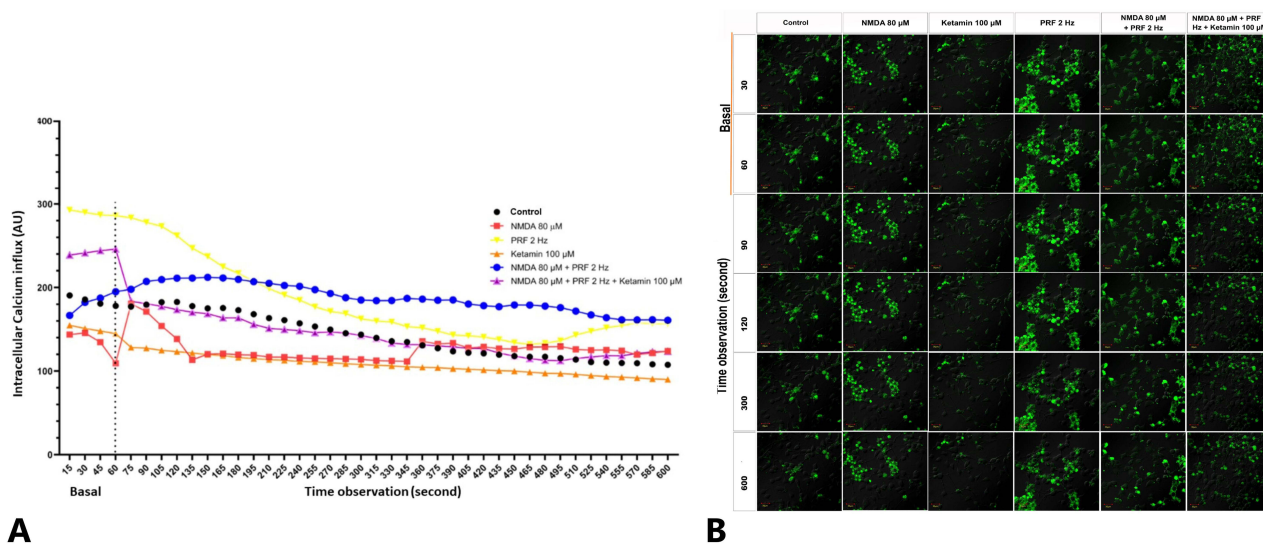 400
300
200
100
0
Intracellular Calcium influx (AU)
Control
NMDA 80 μM
PRF 2 Hz
Ketamin 100 μM
NMDA 80 μM + PRF 2 Hz
NMDA 80 μM + PRF 2 Hz + Ketamin 100 μM
15 30 45 60 75 90 105 120 135 150 165 180 195 210 225 240 255 270 285 300 315 330 345 360 375 390 405 420 435 450 465 480 495 510 525 540 555 570 585 600
Basal Time observation (second)
A
Control NMDA 80 μM Ketamin 100 μM PRF 2 Hz
NMDA 80 μM
+ PRF 2 Hz
NMDA 80 μM + PRF
Hz + Ketamin 100 μM
Basal
Time observation (second)
30
60
90
120
300
600
B